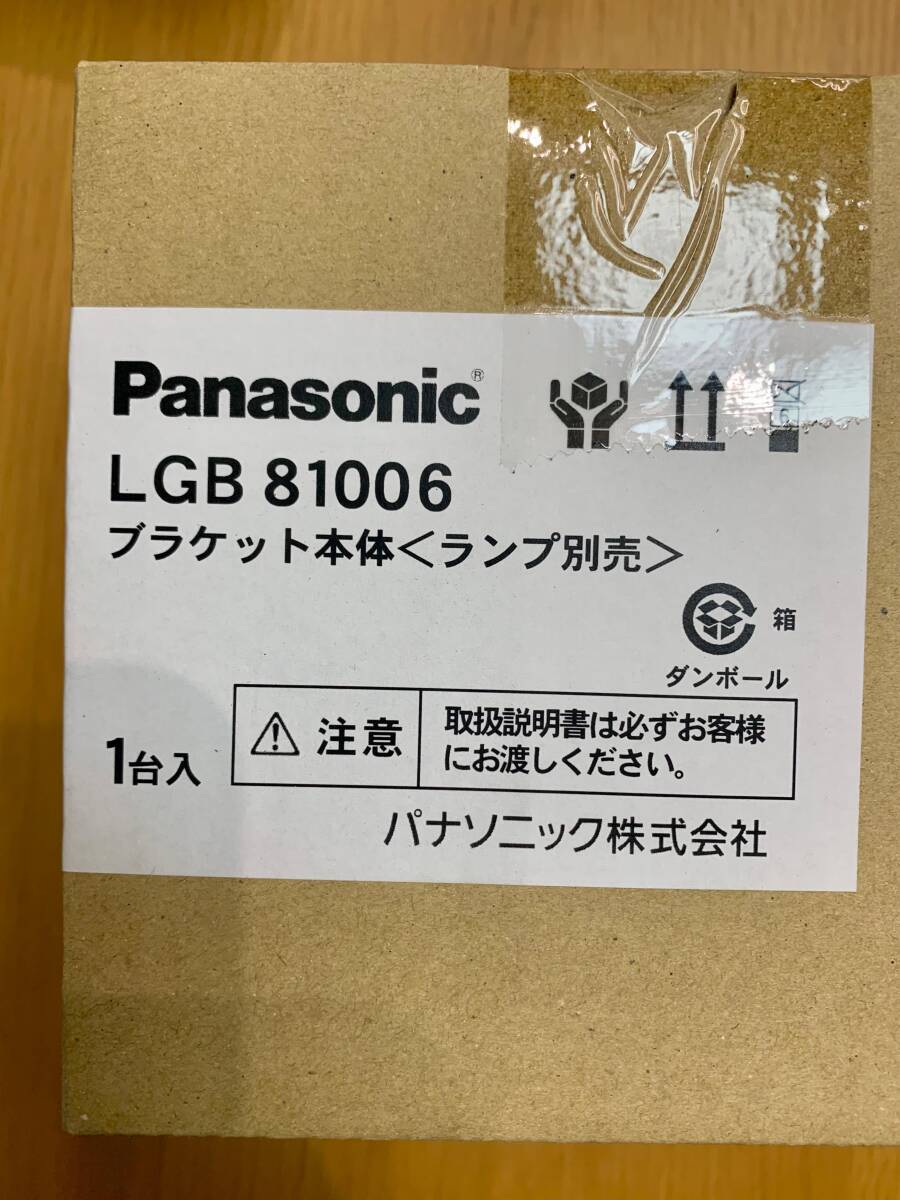 Panasonic®
LGB 81006
ブラケット本体＜ランプ別売＞
箱
ダンボール
1台入
注意
取扱説明書は必ずお客様
にお渡しください。
パナソニック株式会社